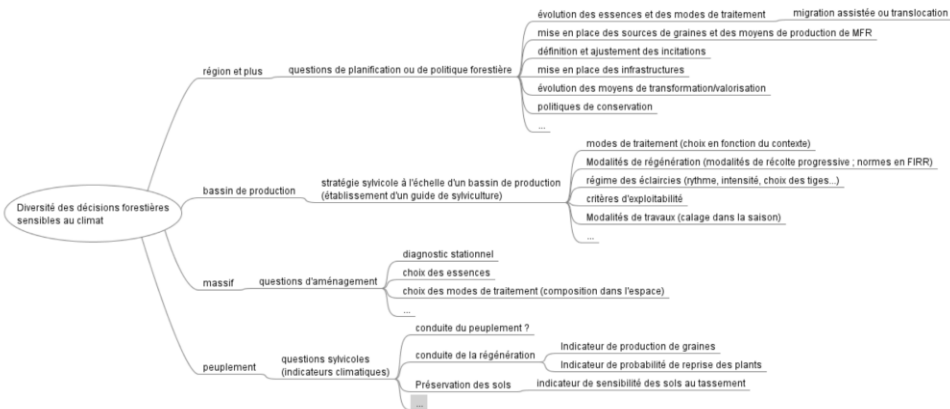 Diversité des décisions forestières
sensibles au climat
région et plus
questions de planification ou de politique forestière
évolution des essences et des modes de traitement
migration assistée ou translocation
mise en place des sources de graines et des moyens de production de MFR
définition et ajustement des incitations
mise en place des infrastructures
évolution des moyens de transformation/valorisation
politiques de conservation
...
bassin de production
stratégie sylvicole à l'échelle d'un bassin de production
(établissement d'un guide de sylviculture)
modes de traitement (choix en fonction du contexte)
Modalités de régénération (modalités de récolte progressive ; normes en FIRR)
régime des éclaircies (rythme, intensité, choix des tiges...)
critères d'exploitabilité
Modalités de travaux (calage dans la saison)
...
massif
questions d'aménagement
diagnostic stationnel
choix des essences
choix des modes de traitement (composition dans l'espace)
...
peuplement
questions sylvicoles
(indicateurs climatiques)
conduite du peuplement ?
conduite de la régénération
Indicateur de production de graines
Indicateur de probabilité de reprise des plants
Préservation des sols
indicateur de sensibilité des sols au tassement
...